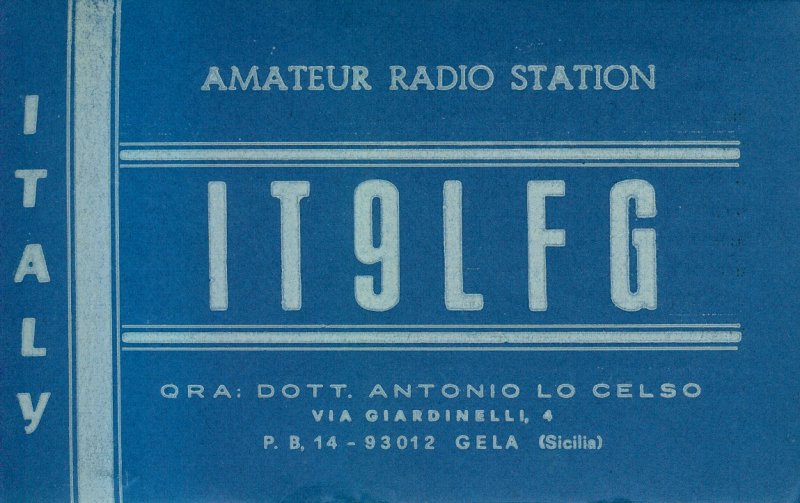 ITALY
AMATEUR RADIO STATION
IT9LFG
QRA: DOTT. ANTONIO LO CELSO
VIA GIARDINELLI, 4
P. B, 14 - 93012 GELA (Sicilia)